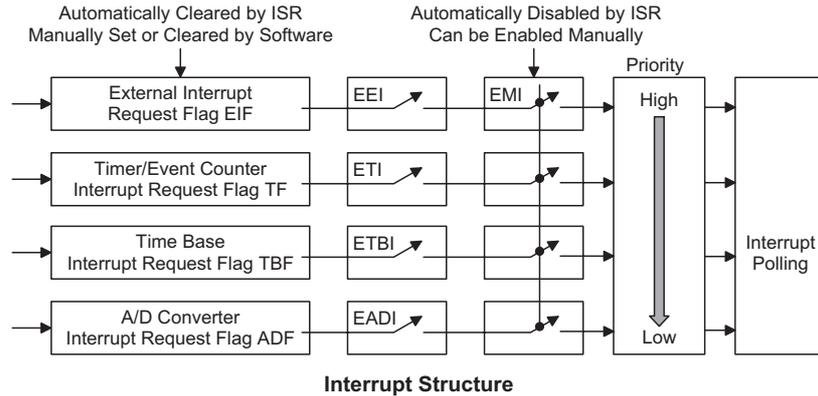 Automatically Cleared by ISR
Manually Set or Cleared by Software
Automatically Disabled by ISR
Can be Enabled Manually
Priority
External Interrupt
Request Flag EIF
EEI
EMI
High
Timer/Event Counter
Interrupt Request Flag TF
ETI
Time Base
Interrupt Request Flag TBF
ETBI
Interrupt
Polling
A/D Converter
Interrupt Request Flag ADF
EADI
Low
Interrupt Structure